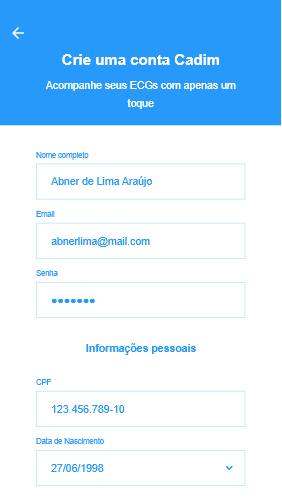 Crie uma conta Cadim
Acompanhe seus ECGs com apenas um
toque
Nome completo
Abner de Lima Araújo
Email
abnerlima@mail.com
Senha
•••••••
Informações pessoais
CPF
123.456.789-10
Data de Nascimento
27/06/1998